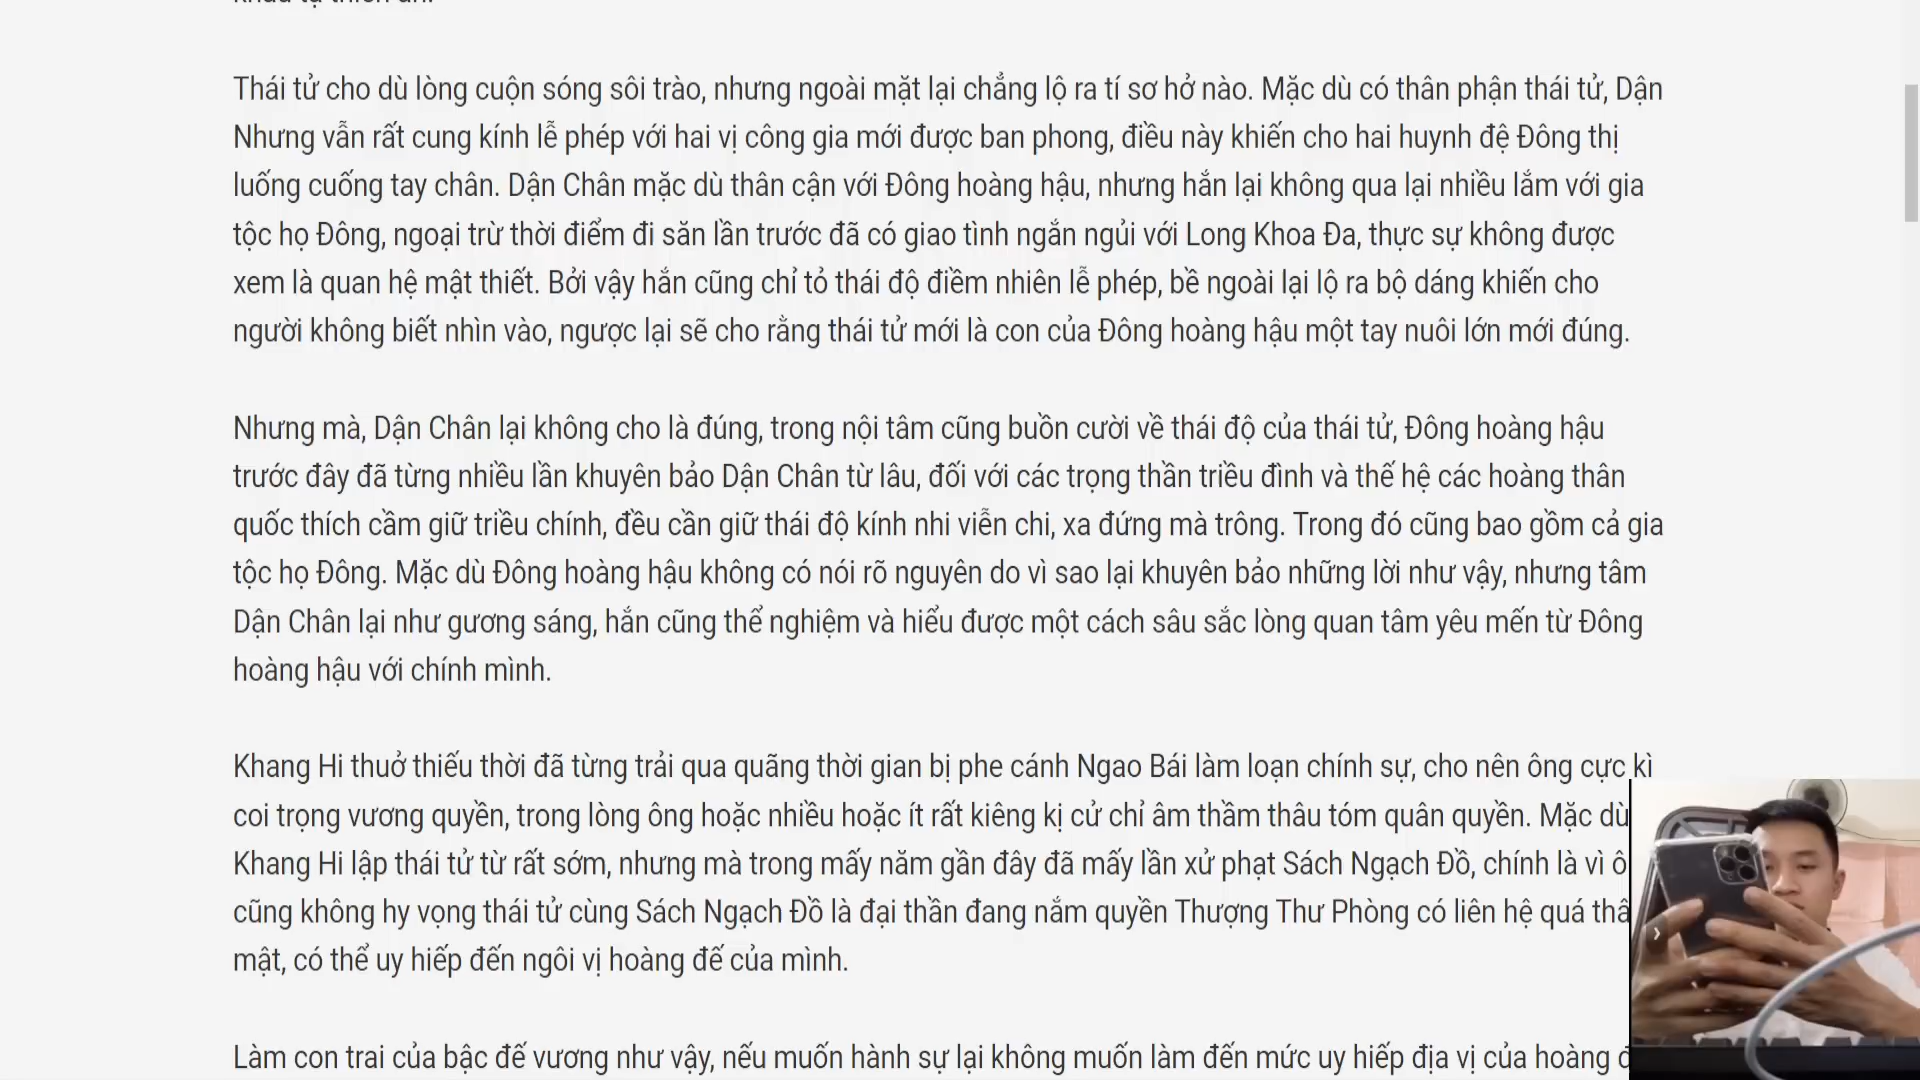 Thái tử cho dù lòng cuộn sóng sôi trào, nhưng ngoài mặt lại chẳng lộ ra tí sơ hở nào. Mặc dù có thân phận thái tử, Dận
Nhưng vẫn rất cung kính lễ phép với hai vị công gia mới được ban phong, điều này khiến cho hai huynh đệ Đông thị
luống cuống tay chân. Dận Chân mặc dù thân cận với Đông hoàng hậu, nhưng hắn lại không qua lại nhiều lắm với gia
tộc họ Đông, ngoại trừ thời điểm đi săn lần trước đã có giao tình ngắn ngủi với Long Khoa Đa, thực sự không được
xem là quan hệ mật thiết. Bởi vậy hắn cũng chỉ tỏ thái độ điềm nhiên lễ phép, bề ngoài lại lộ ra bộ dáng khiến cho
người không biết nhìn vào, ngược lại sẽ cho rằng thái tử mới là con của Đông hoàng hậu một tay nuôi lớn mới đúng.
Nhưng mà, Dận Chân lại không cho là đúng, trong nội tâm cũng buồn cười về thái độ của thái tử, Đông hoàng hậu
trước đây đã từng nhiều lần khuyên bảo Dận Chân từ lâu, đối với các trọng thần triều đình và thế hệ các hoàng thân
quốc thích cầm giữ triều chính, đều cần giữ thái độ kính nhi viễn chi, xa đứng mà trông. Trong đó cũng bao gồm cả gia
tộc họ Đông. Mặc dù Đông hoàng hậu không có nói rõ nguyên do vì sao lại khuyên bảo những lời như vậy, nhưng tâm
Dận Chân lại như gương sáng, hắn cũng thể nghiệm và hiểu được một cách sâu sắc lòng quan tâm yêu mến từ Đông
hoàng hậu với chính mình.
Khang Hi thuở thiếu thời đã từng trải qua quãng thời gian bị phe cánh Ngao Bái làm loạn chính sự, cho nên ông cực kì
coi trọng vương quyền, trong lòng ông hoặc nhiều hoặc ít rất kiêng kị cử chỉ âm thầm thâu tóm quân quyền. Mặc dù
Khang Hi lập thái tử từ rất sớm, nhưng mà trong mấy năm gần đây đã mấy lần xử phạt Sách Ngạch Đồ, chính là vì
cũng không hy vọng thái tử cùng Sách Ngạch Đồ là đại thần đang nắm quyền Thượng Thư Phòng có liên hệ quá
mật, có thể uy hiếp đến ngôi vị hoàng đế của mình.
Làm con trai của bậc đế vương như vậy, nếu muốn hành sự lại không muốn làm đến mức uy hiếp địa vị của hoàng